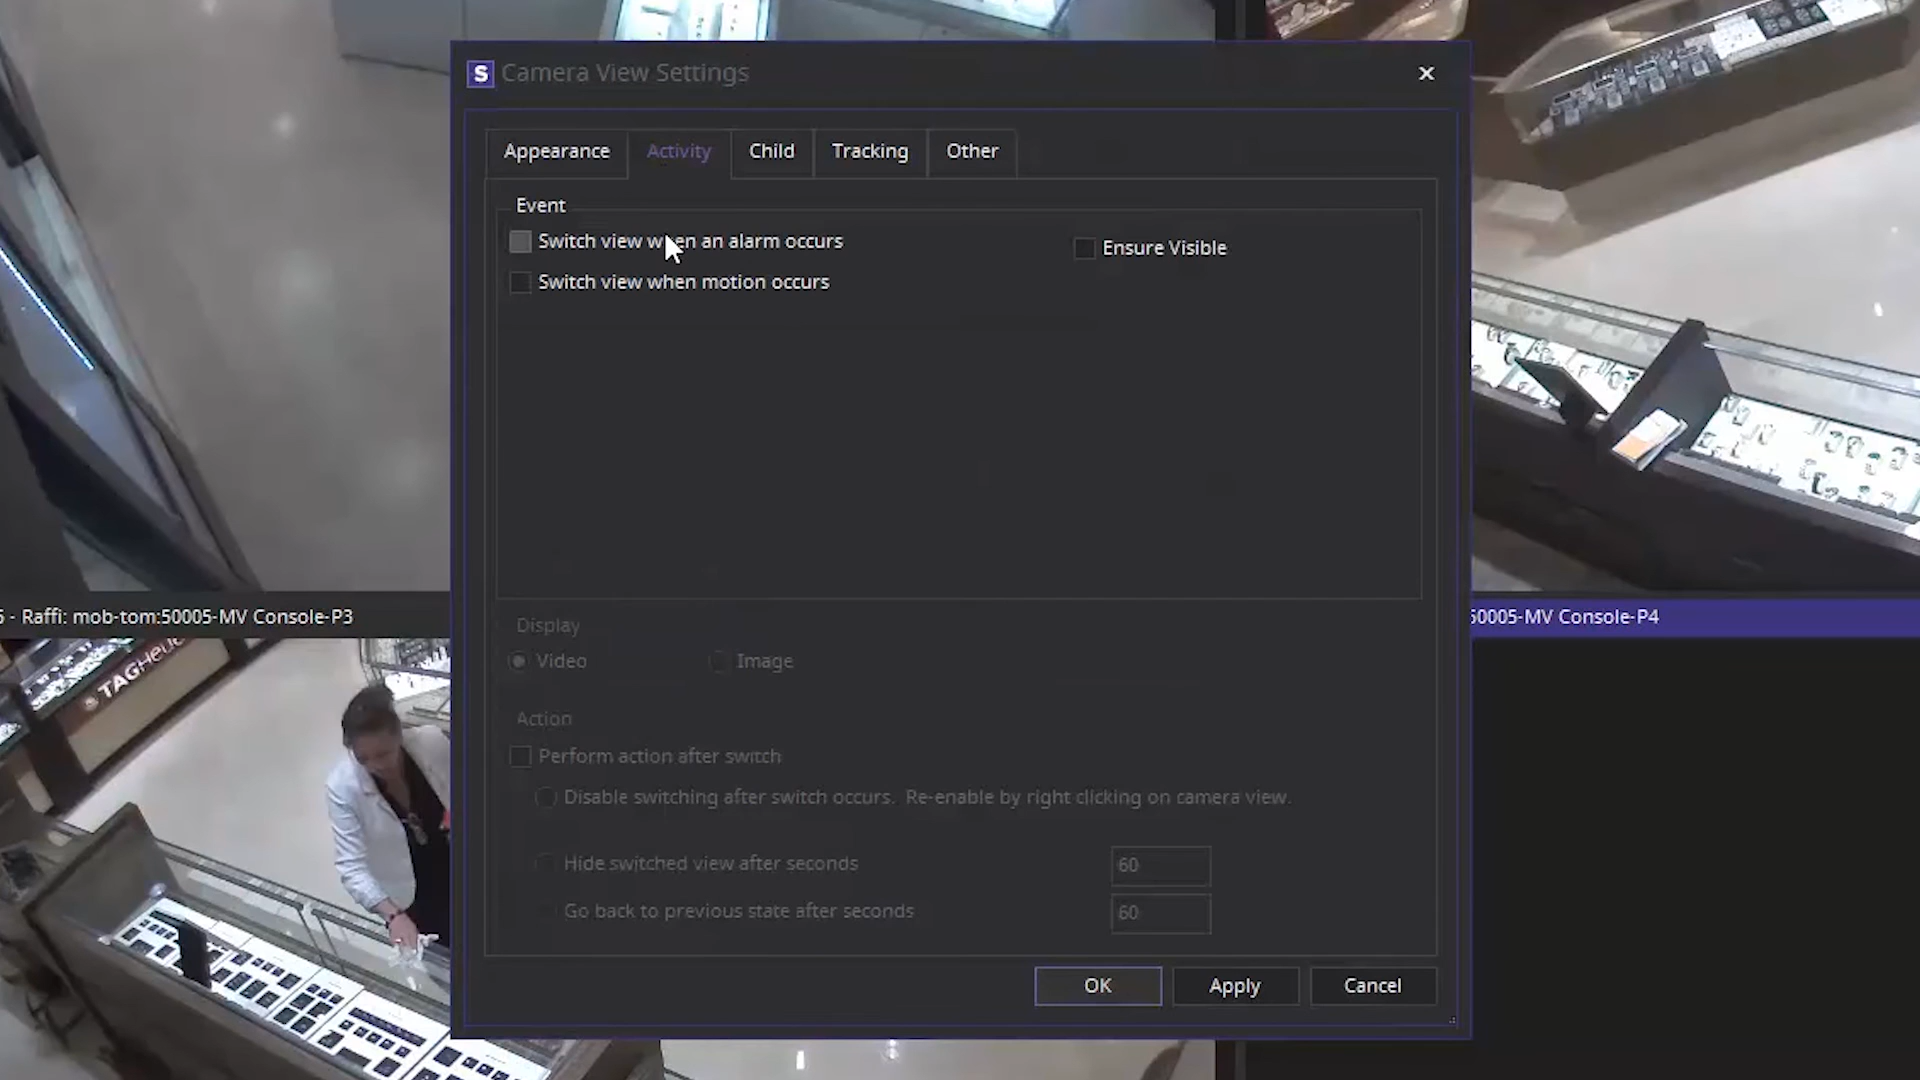 S Camera View Settings
Appearance Activity Child Tracking Other
Event
Switch view when an alarm occurs
Ensure Visible
Switch view when motion occurs
- Raffi: mob-tom:50005-MV Console-P3
50005-MV Console-P4
Display
Video Image
TAGHeue
Action
Perform action after switch
Disable switching after switch occurs. Re-enable by right clicking on camera view.
Hide switched view after seconds 60
Go back to previous state after seconds 60
OK Apply Cancel